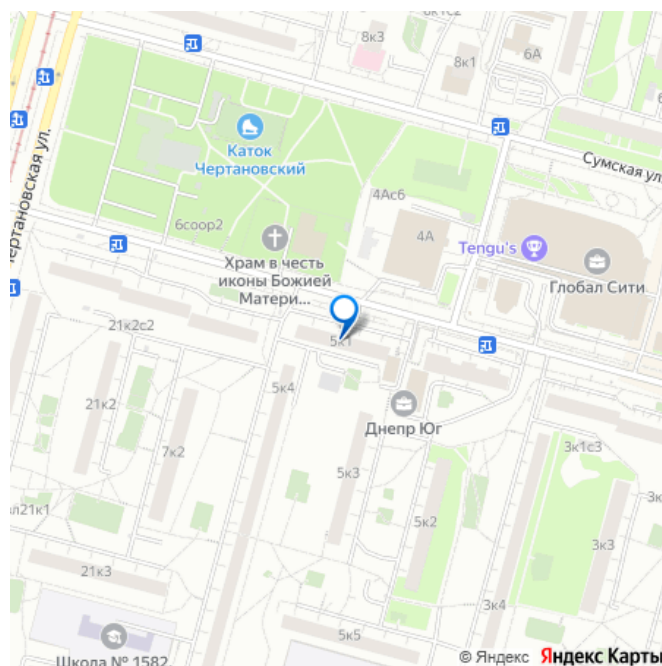 8к1с2
8к3
8к1
6А
Чертановская ул.
Каток
Чертановский
Сумская ул.
4Ас6
6соор2
4А
Tengu's
Глобал Сити
Храм в честь
иконы Божией
Матери ...
21к2с2
5к1
5к4
21к2
7к2
Днепр Юг
5к3
5к2
3к1с3
3к3
21к1
21к3
3к4
5к5
Школа № 1582
© Яндекс Яндекс Карты